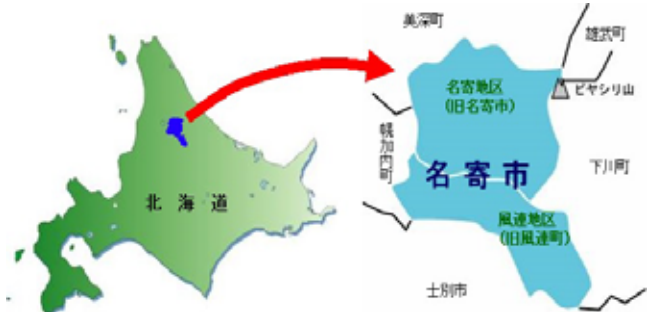 北海道
美深町
雄武町
名寄地区
(旧名寄市)
ピヤシリ山
幌加内町
名寄市
下川町
風連地区
(旧風連町)
士別市